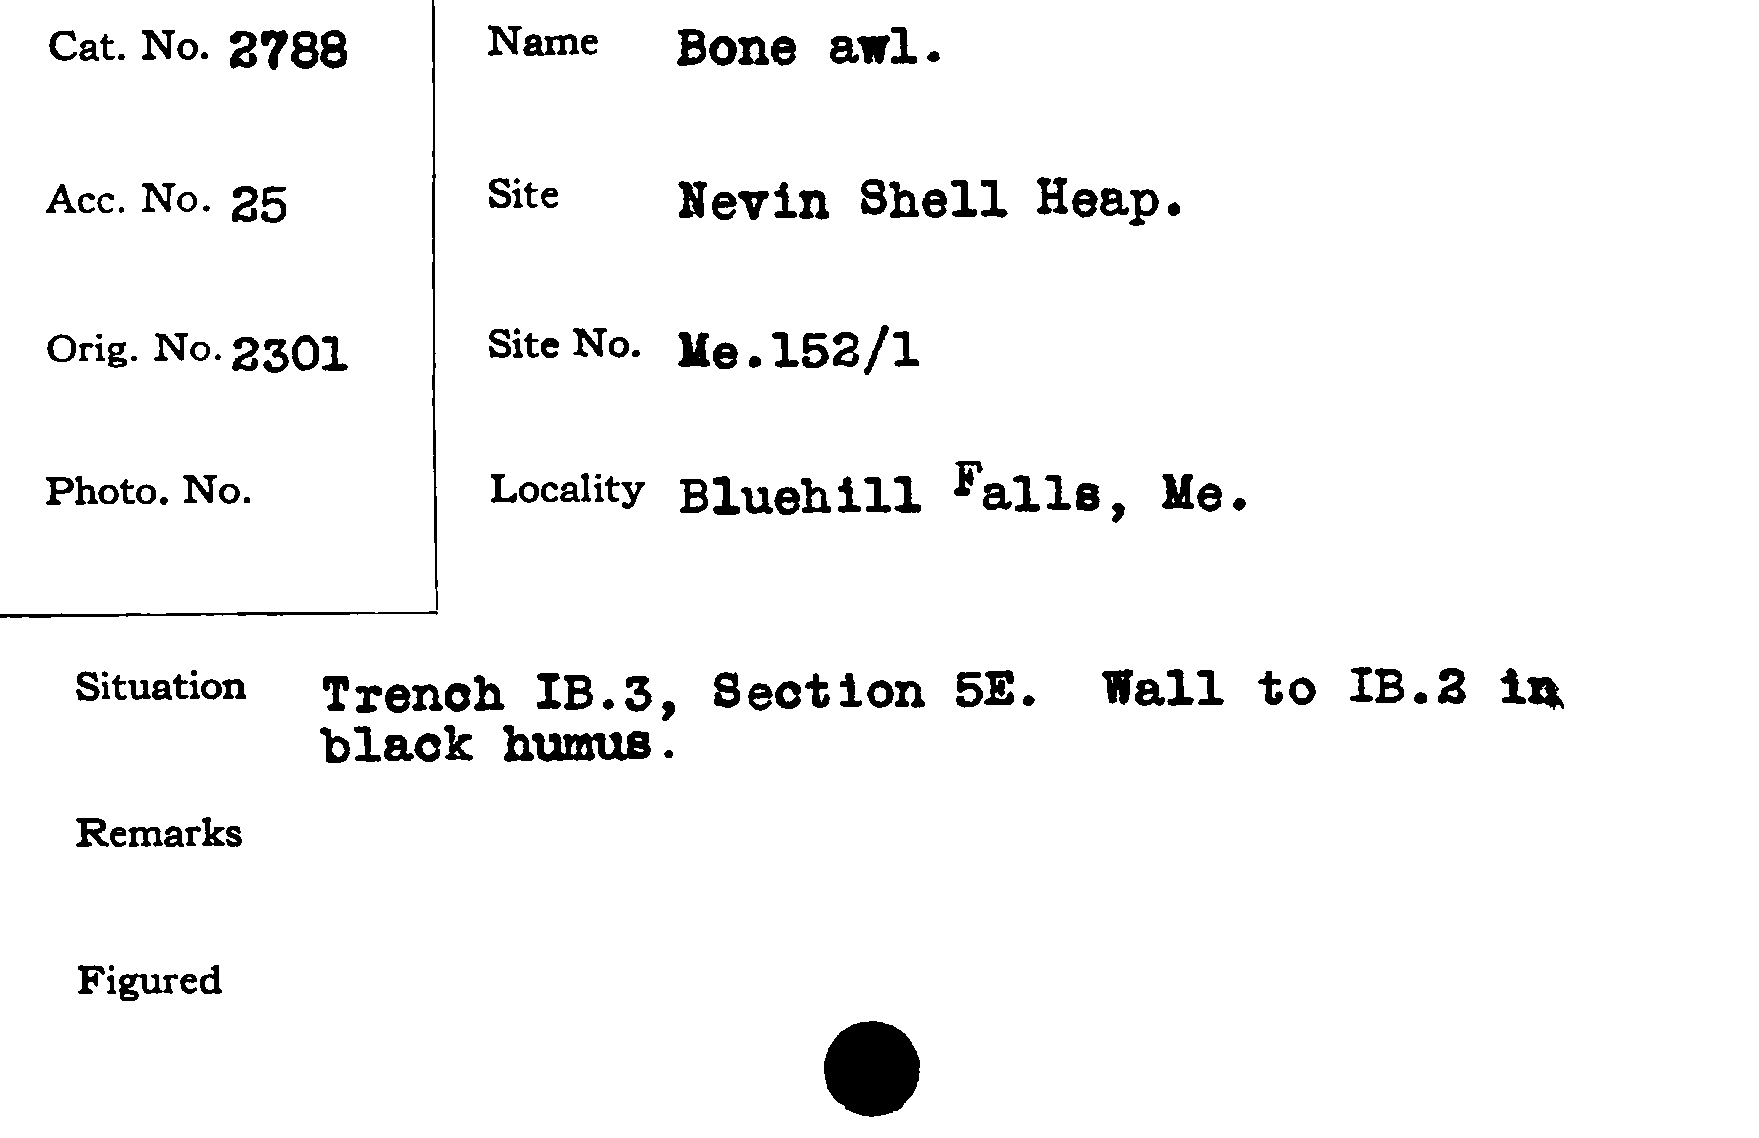 Cat. No. 2788
Acc. No. 25
Orig. No. 2301
Photo. No.
Name Bone awl.
Site Nevin Shell Heap.
Site No. Me.152/1
Locality Bluehill Falls, Me.
Situation Trench IB.3, Section 5E. Wall to IB.2 in
black humus.
Remarks
Figured